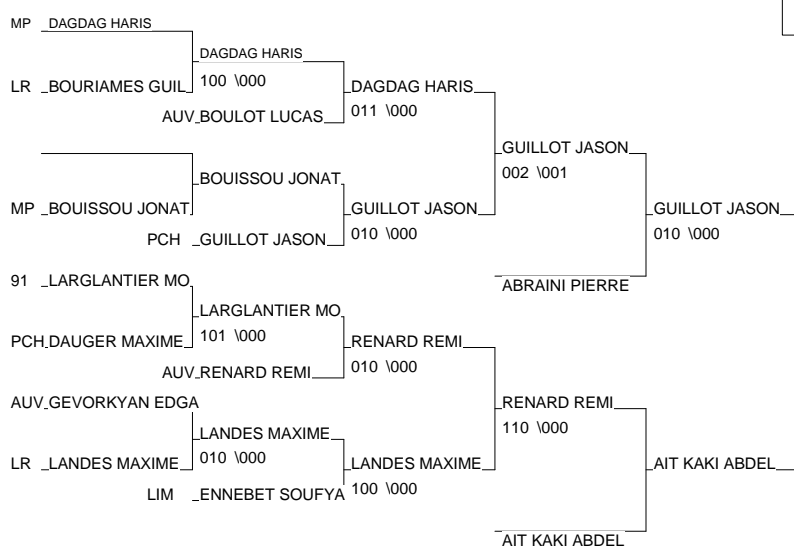 MP DAGDAG HARIS
DAGDAG HARIS
LR BOURIAMES GUIL 100 \000 DAGDAG HARIS
AUV BOULOT LUCAS 011 \000
GUILLOT JASON
002 \001
BOUISSOU JONAT
MP BOUISSOU JONAT GUILLOT JASON GUILLOT JASON
PCH GUILLOT JASON 010 \000 010 \000
91 LARGLANTIER MO ABRAINI PIERRE
LARGLANTIER MO
PCH DAUGER MAXIME 101 \000 RENARD REMI
AUV RENARD REMI 010 \000
AUV GEVORKYAN EDGA RENARD REMI
110 \000
LANDES MAXIME
LR LANDES MAXIME 010 \000 LANDES MAXIME AIT KAKI ABDEL
LIM ENNEBET SOUFYA 100 \000
AIT KAKI ABDEL